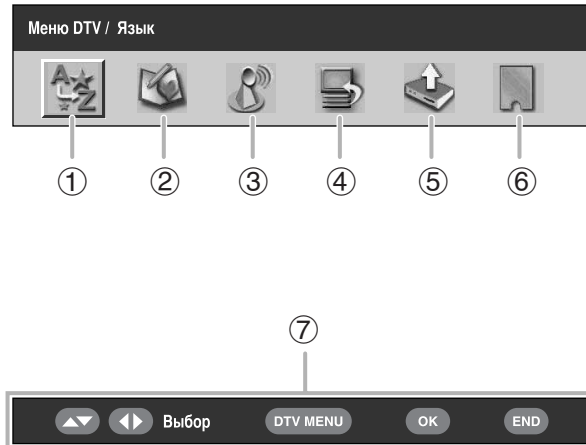 Меню DTV / Язык
① ② ③ ④ ⑤ ⑥
⑦
Выбор DTV MENU OK END